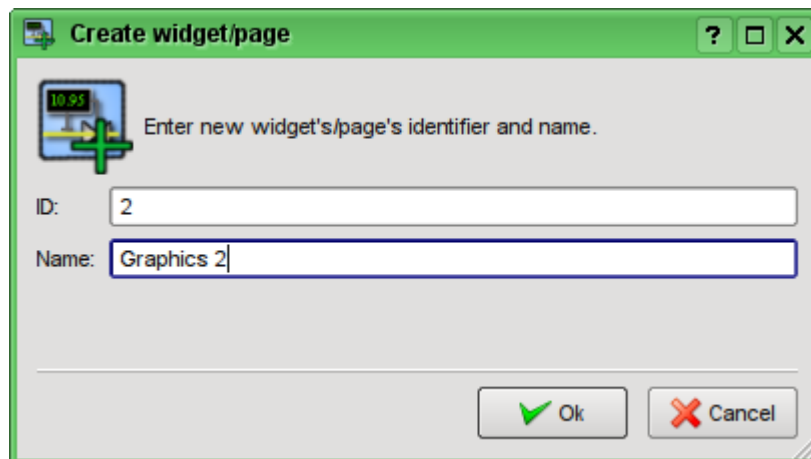 Create widget/page
?
10.95
Enter new widget's/page's identifier and name.
ID: 2
Name: Graphics 2
Ok Cancel